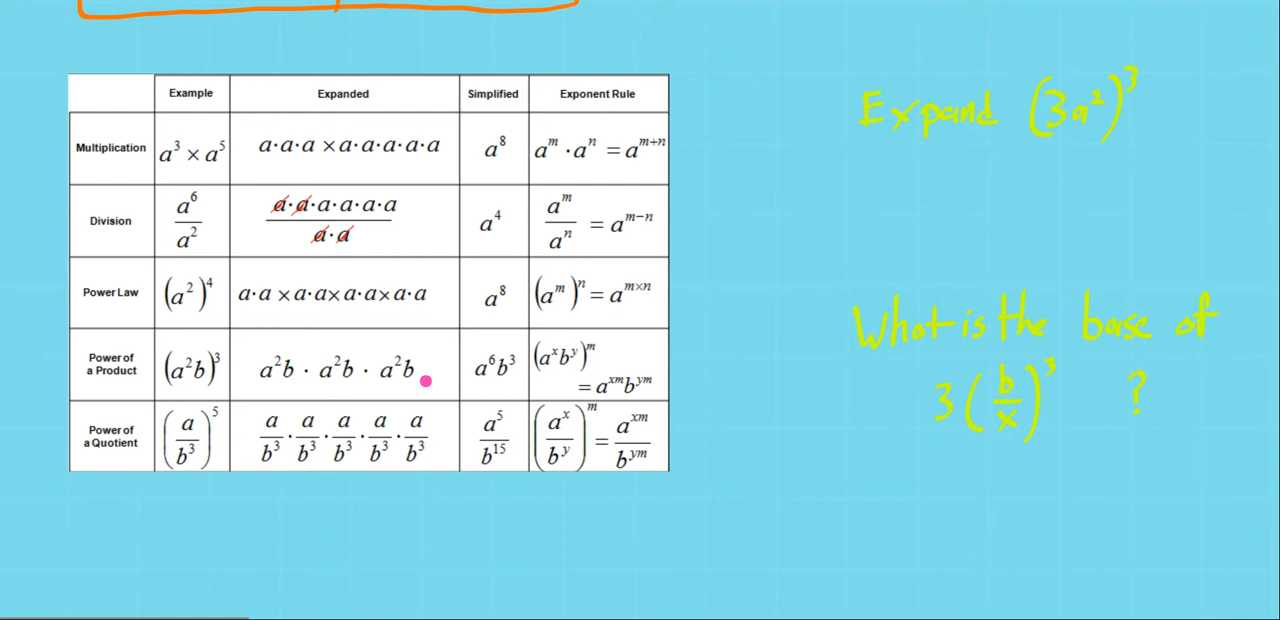 Example Expanded Simplified Exponent Rule
Multiplication a³ × a⁵ a·a·a ×a·a·a·a·a a⁸ aᵐ · aⁿ = aᵐ⁺ⁿ
Division a⁶/a² a·a·a·a·a·a/a·a a⁴ aᵐ/aⁿ = aᵐ⁻ⁿ
Power Law (a²)⁴ a·a ×a·a×a·a×a·a a⁸ (aᵐ)ⁿ = aᵐˣⁿ
Power of a Product (a²b)³ a²b · a²b · a²b a⁶b³ (aˣbʸ)ᵐ = aˣᵐbʸᵐ
Power of a Quotient (a/b³)⁵ a/b³ · a/b³ · a/b³ · a/b³ · a/b³ a⁵/b¹⁵ (aˣ/bʸ)ᵐ = aˣᵐ/bʸᵐ
Expand (3a²)³
What is the base of
3(b/x)³ ?